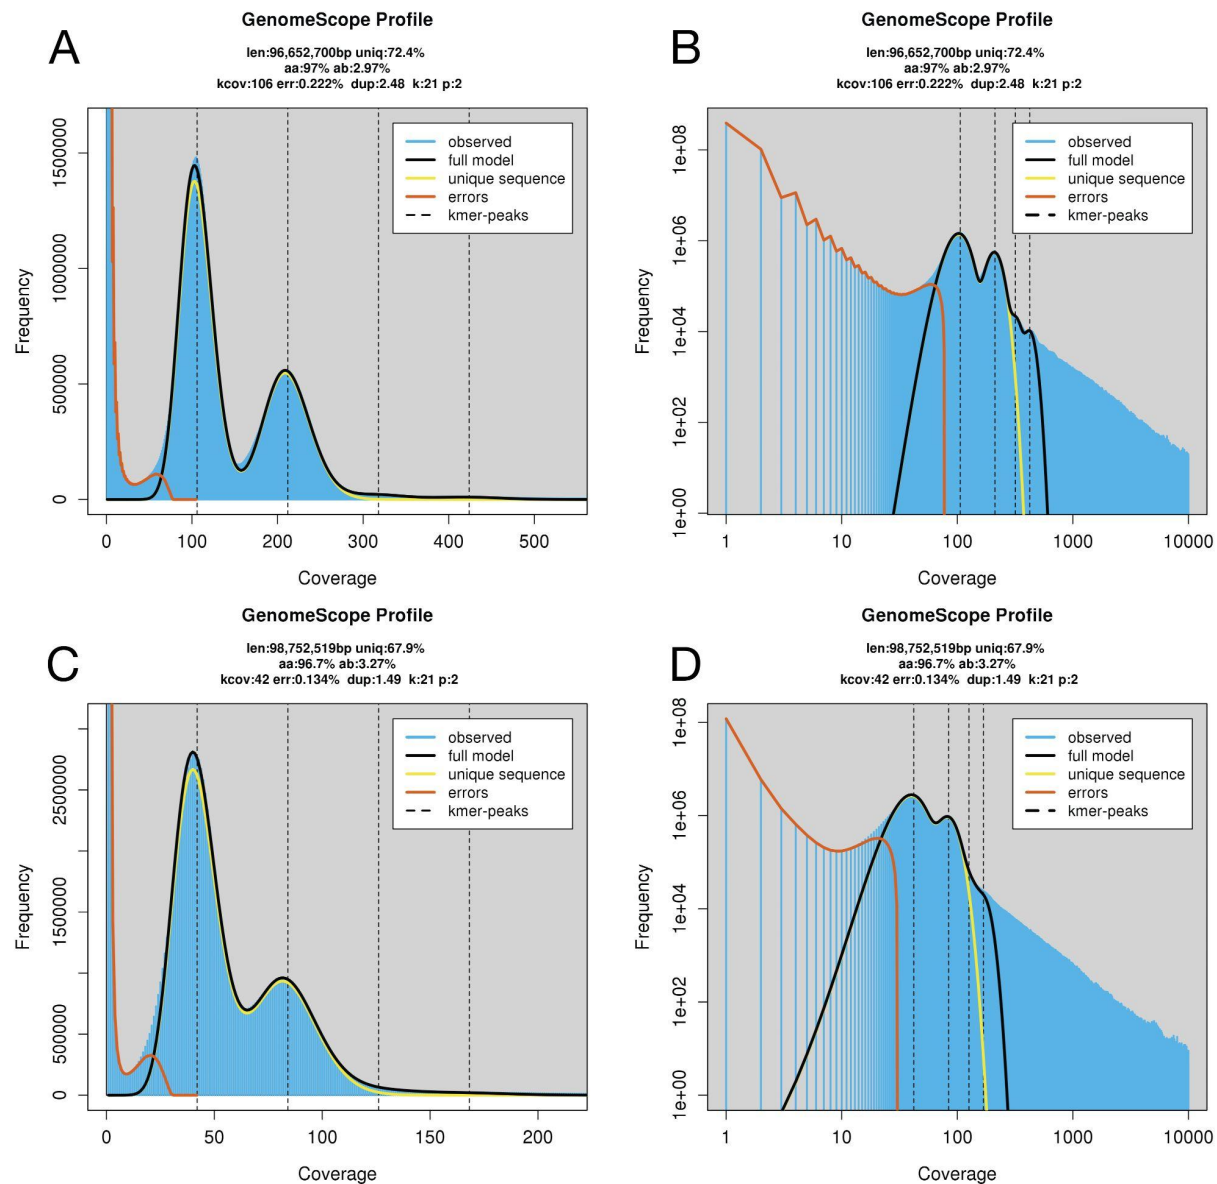 A
GenomeScope Profile
len:96,652,700bp uniq:72.4%
aa:97% ab:2.97%
kcov:106 err:0.222% dup:2.48 k:21 p:2
Frequency
1500000
1000000
500000
0
observed
full model
unique sequence
errors
kmer-peaks
0 100 200 300 400 500
Coverage
B
GenomeScope Profile
len:96,652,700bp uniq:72.4%
aa:97% ab:2.97%
kcov:106 err:0.222% dup:2.48 k:21 p:2
Frequency
1e+08
1e+06
1e+04
1e+02
1e+00
observed
full model
unique sequence
errors
kmer-peaks
1 10 100 1000 10000
Coverage
C
GenomeScope Profile
len:98,752,519bp uniq:67.9%
aa:96.7% ab:3.27%
kcov:42 err:0.134% dup:1.49 k:21 p:2
Frequency
2500000
1500000
500000
0
observed
full model
unique sequence
errors
kmer-peaks
0 50 100 150 200
Coverage
D
GenomeScope Profile
len:98,752,519bp uniq:67.9%
aa:96.7% ab:3.27%
kcov:42 err:0.134% dup:1.49 k:21 p:2
Frequency
1e+08
1e+06
1e+04
1e+02
1e+00
observed
full model
unique sequence
errors
kmer-peaks
1 10 100 1000 10000
Coverage